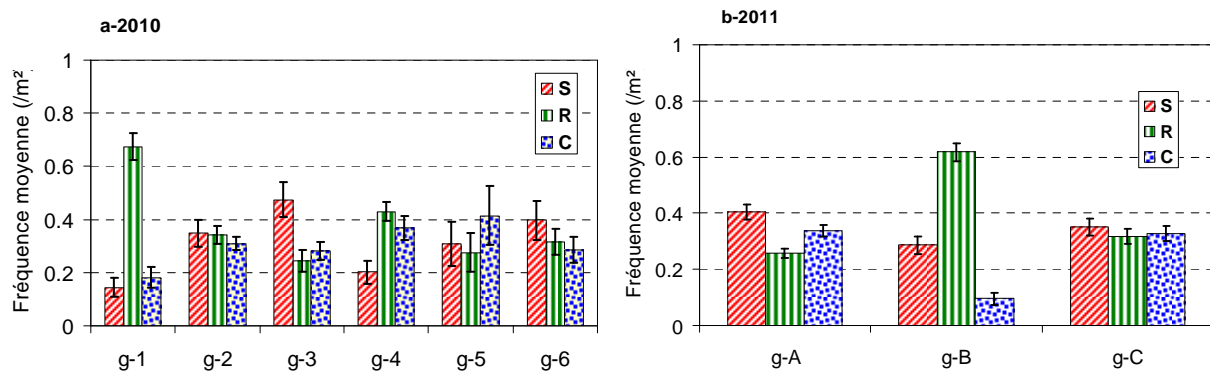 a-2010
Fréquence moyenne (/m²
1
0.8
0.6
0.4
0.2
0
S
R
C
g-1 g-2 g-3 g-4 g-5 g-6
b-2011
Fréquence moyenne (/m²
1
0.8
0.6
0.4
0.2
0
S
R
C
g-A g-B g-C